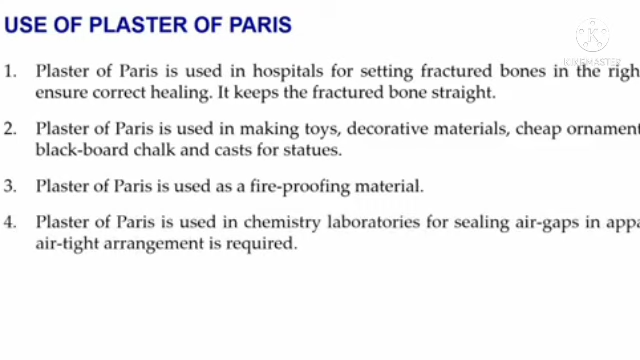 USE OF PLASTER OF PARIS
K
KINEMASTER
1. Plaster of Paris is used in hospitals for setting fractured bones in the righ
ensure correct healing. It keeps the fractured bone straight.
2. Plaster of Paris is used in making toys, decorative materials, cheap ornament
black-board chalk and casts for statues.
3. Plaster of Paris is used as a fire-proofing material.
4. Plaster of Paris is used in chemistry laboratories for sealing air-gaps in appa
air-tight arrangement is required.